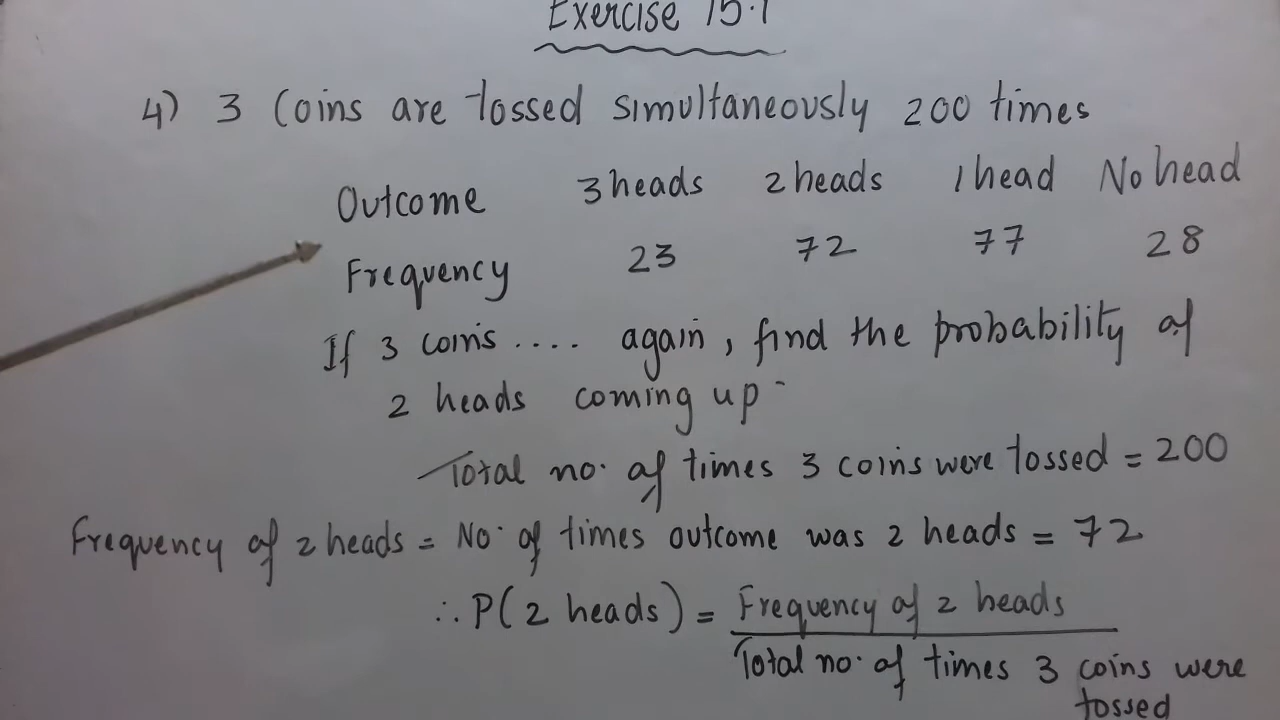 Exercise 15.1
4) 3 Coins are tossed simultaneously 200 times
Outcome 3 heads 2 heads 1 head No head
Frequency 23 72 77 28
If 3 coins .... again, find the probability of
2 heads coming up.
Total no. of times 3 coins were tossed = 200
Frequency of 2 heads = No. of times outcome was 2 heads = 72
∴ P(2 heads) = Frequency of 2 heads
Total no. of times 3 coins were
tossed